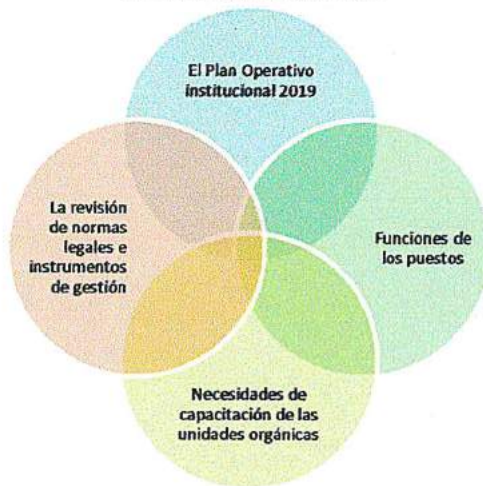 El Plan Operativo
institucional 2019
La revisión
de normas
legales e
instrumentos
de gestión
Funciones de
los puestos
Necesidades de
capacitación de las
unidades orgánicas